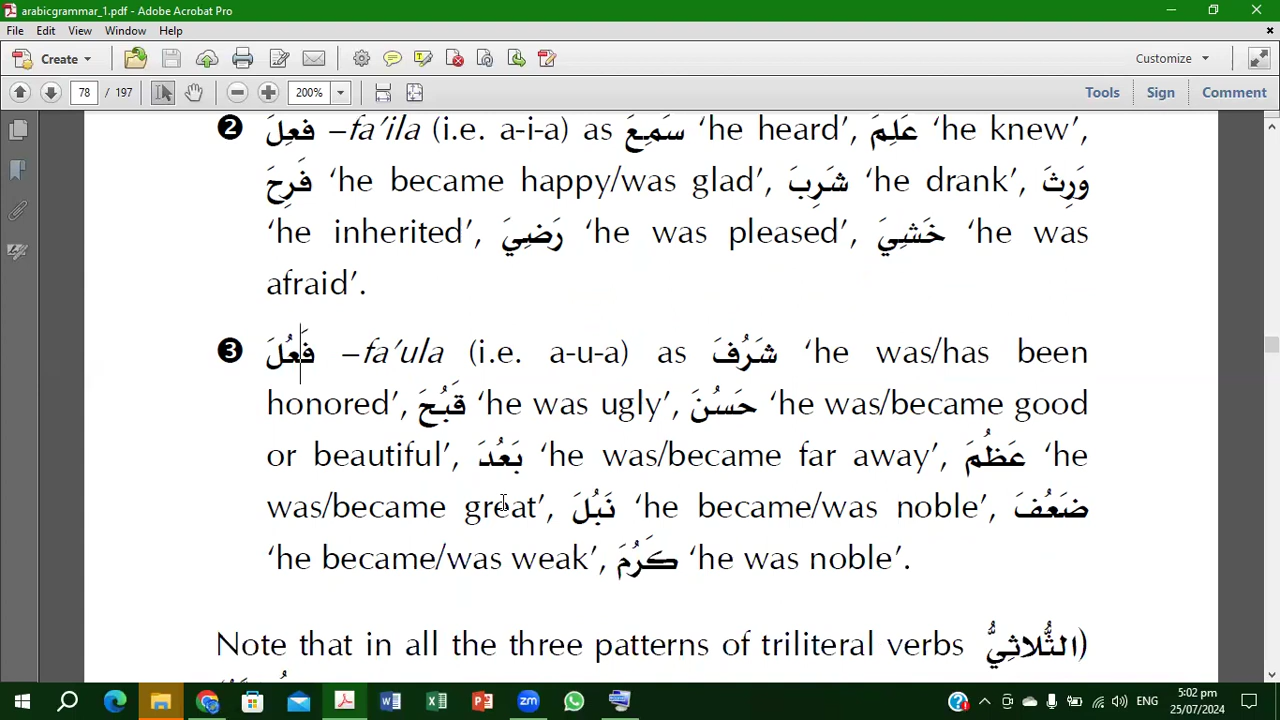 arabicgrammar_1.pdf - Adobe Acrobat Pro
File Edit View Window Help
Create
Customize
78 / 197
200%
Tools Sign Comment
❷ فَعِلَ –fa’ila (i.e. a-i-a) as سَمِعَ ‘he heard’, عَلِمَ ‘he knew’,
فَرِحَ ‘he became happy/was glad’, شَرِبَ ‘he drank’, وَرِثَ
‘he inherited’, رَضِيَ ‘he was pleased’, خَشِيَ ‘he was
afraid’.
❸ فَعُلَ –fa’ula (i.e. a-u-a) as شَرُفَ ‘he was/has been
honored’, قَبُحَ ‘he was ugly’, حَسُنَ ‘he was/became good
or beautiful’, بَعُدَ ‘he was/became far away’, عَظُمَ ‘he
was/became great’, نَبُلَ ‘he became/was noble’, ضَعُفَ
‘he became/was weak’, كَرُمَ ‘he was noble’.
Note that in all the three patterns of triliteral verbs (الثُّلاثِيُّ
ENG
5:02 pm
25/07/2024